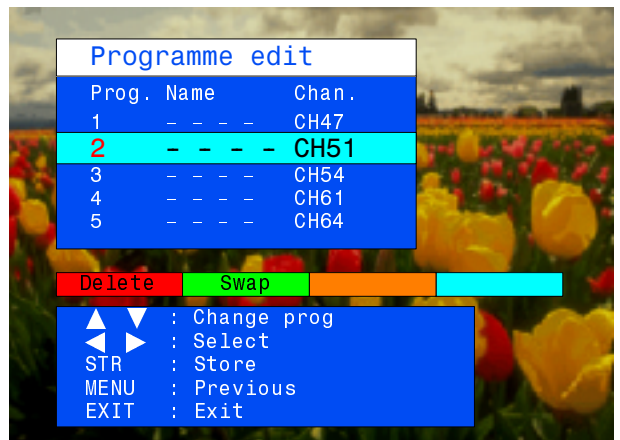 Programme edit
Prog. Name Chan.
1 – – – – CH47
2 – – – – CH51
3 – – – – CH54
4 – – – – CH61
5 – – – – CH64
Delete Swap
▲ ▼ : Change prog
◀ ▶ : Select
STR : Store
MENU : Previous
EXIT : Exit